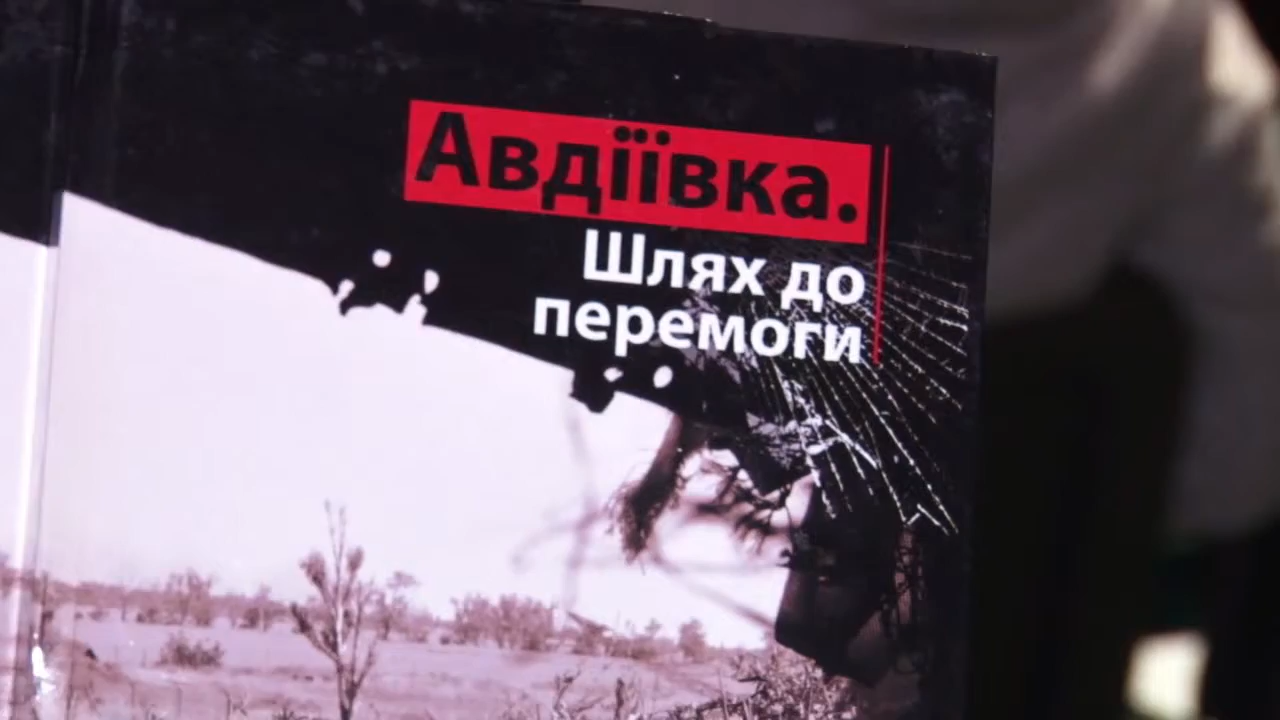 Авдіївка.
Шлях до
перемоги